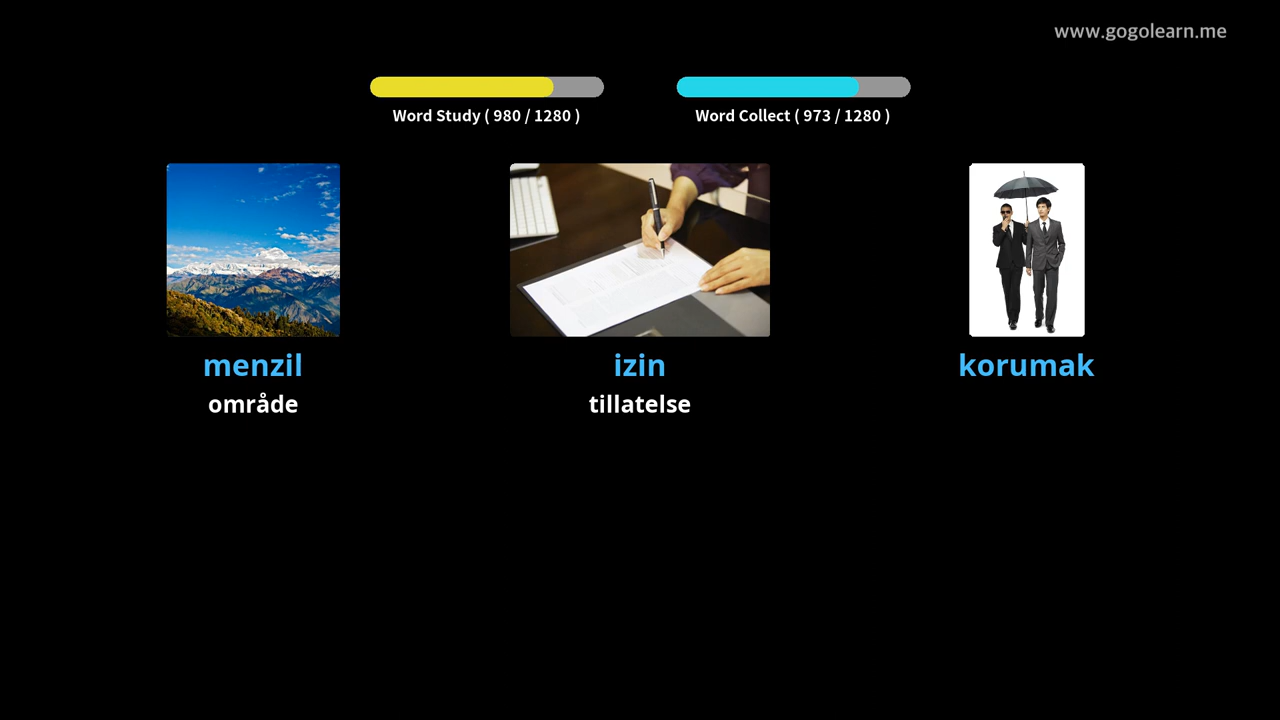 www.gogolearn.me
Word Study ( 980 / 1280 )
Word Collect ( 973 / 1280 )
menzil
område
izin
tillatelse
korumak